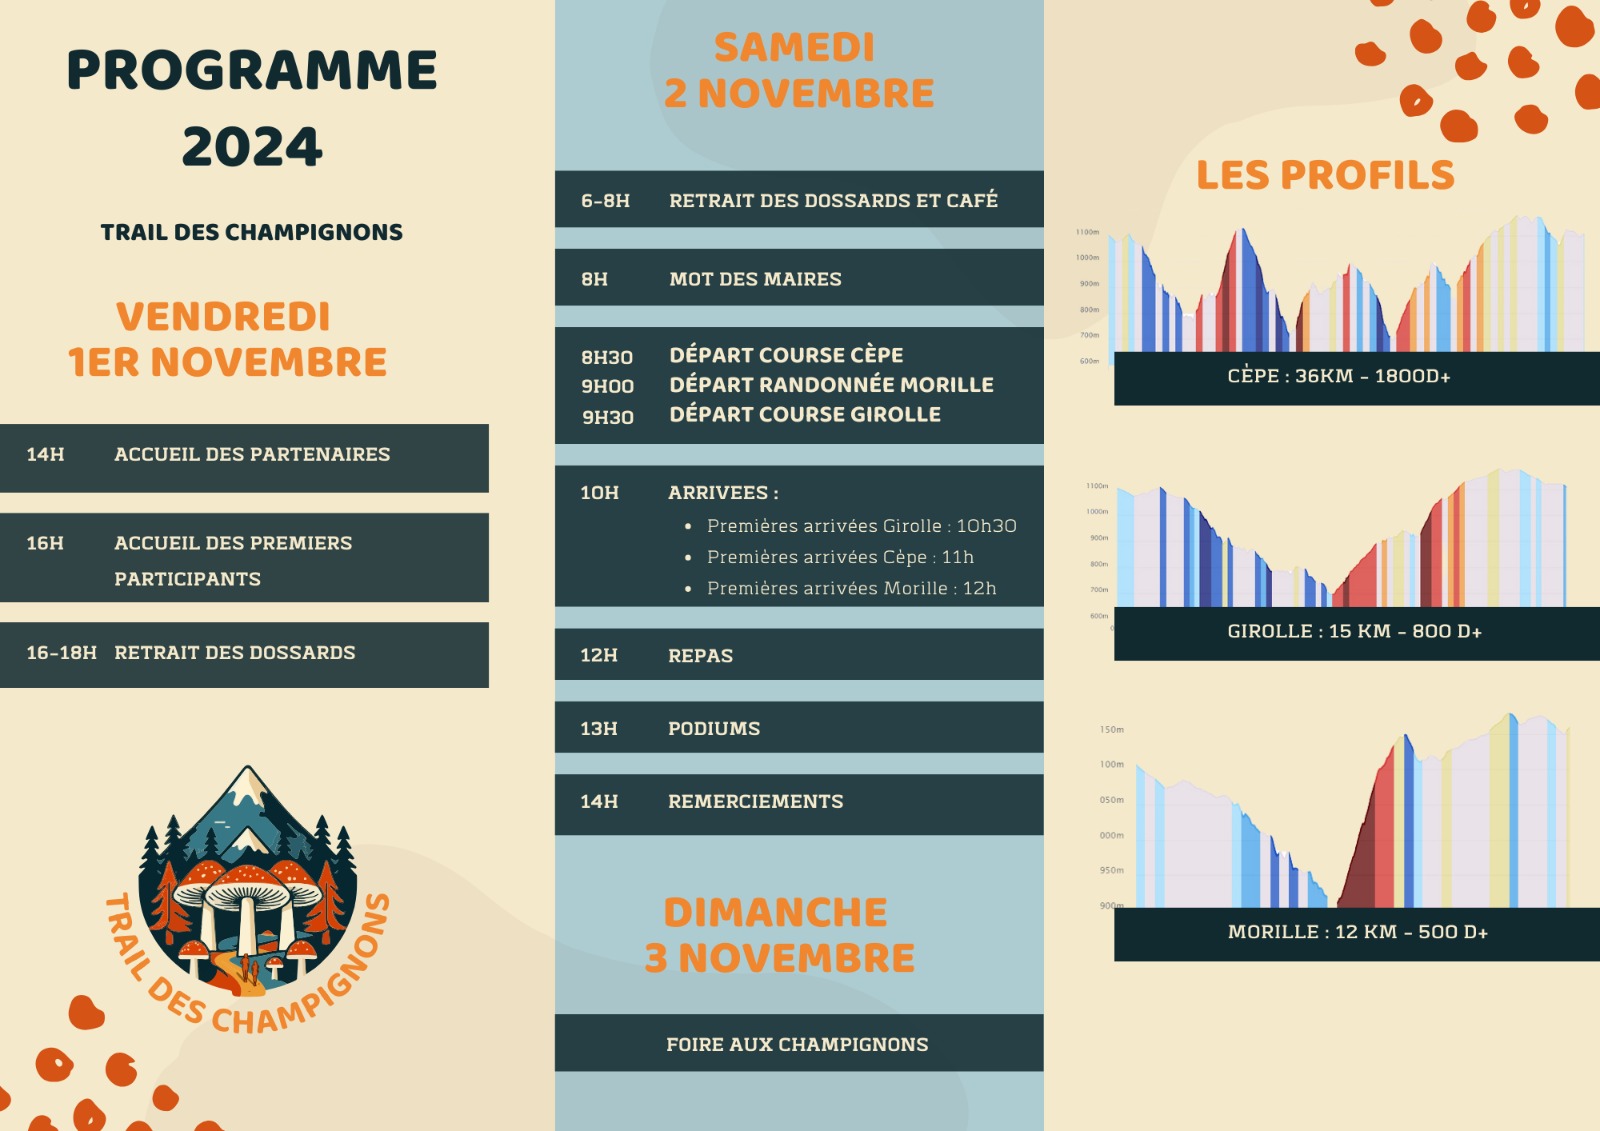 PROGRAMME
2024
TRAIL DES CHAMPIGNONS
VENDREDI
1ER NOVEMBRE
14H ACCUEIL DES PARTENAIRES
16H ACCUEIL DES PREMIERS
PARTICIPANTS
16-18H RETRAIT DES DOSSARDS
TRAIL DES CHAMPIGNONS
SAMEDI
2 NOVEMBRE
6-8H RETRAIT DES DOSSARDS ET CAFÉ
8H MOT DES MAIRES
8H30 DÉPART COURSE CÈPE
9H00 DÉPART RANDONNÉE MORILLE
9H30 DÉPART COURSE GIROLLE
10H ARRIVEES :
• Premières arrivées Girolle : 10h30
• Premières arrivées Cèpe : 11h
• Premières arrivées Morille : 12h
12H REPAS
13H PODIUMS
14H REMERCIEMENTS
DIMANCHE
3 NOVEMBRE
FOIRE AUX CHAMPIGNONS
LES PROFILS
1100m
1000m
900m
800m
700m
600m
CÈPE : 36KM - 1800D+
1100m
1000m
900m
800m
700m
600m
0
GIROLLE : 15 KM - 800 D+
150m
100m
050m
000m
950m
900m
MORILLE : 12 KM - 500 D+